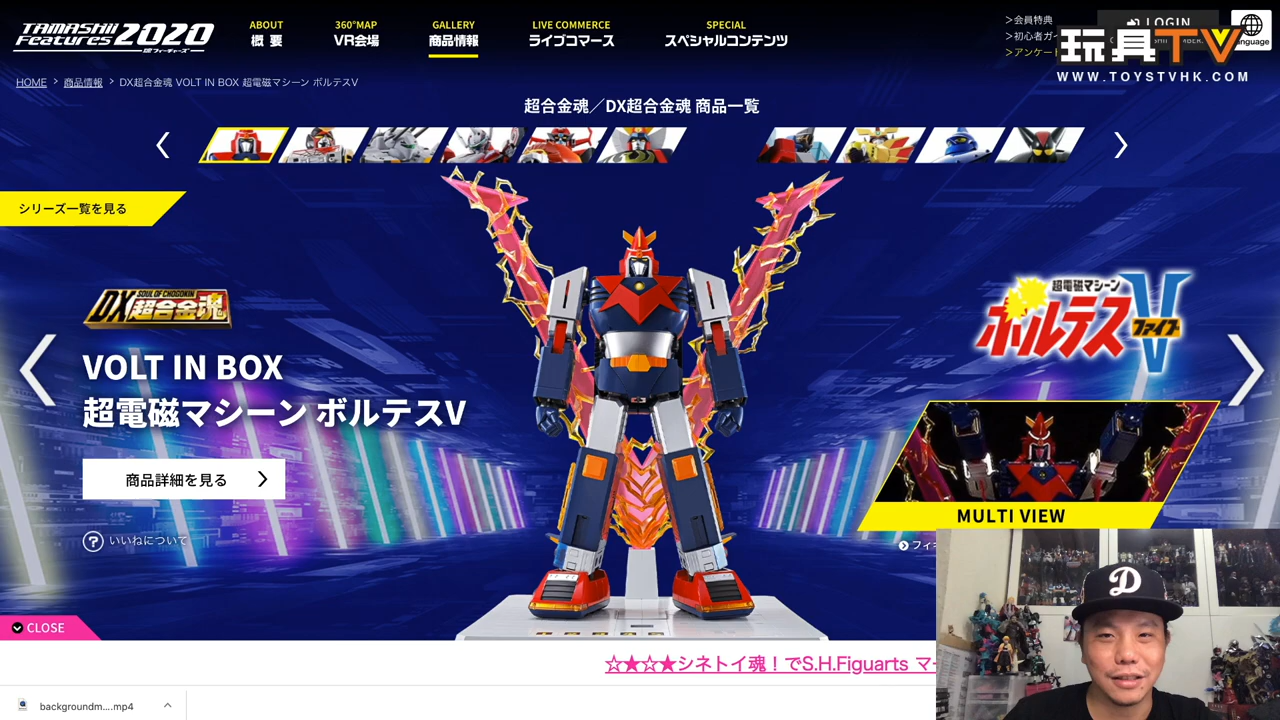 TAMASHII Features 2020
魂フィーチャーズ
ABOUT
概 要
360°MAP
VR会場
GALLERY
商品情報
LIVE COMMERCE
ライブコマース
SPECIAL
スペシャルコンテンツ
>会員特典
>初心者ガイ
>アンケート
LOGIN
玩具TV
WWW.TOYSTVHK.COM
HOME > 商品情報 > DX超合金魂 VOLT IN BOX 超電磁マシーン ボルテスV
超合金魂／DX超合金魂 商品一覧
シリーズ一覧を見る
DX SOUL OF CHOGOKIN 超合金魂
VOLT IN BOX
超電磁マシーン ボルテスV
商品詳細を見る
? いいねについて
超電磁マシーン
ボルテスV
ファイブ
MULTI VIEW
フィギ
D
CLOSE
☆★☆★シネトイ魂！でS.H.Figuarts マー
backgroundm....mp4